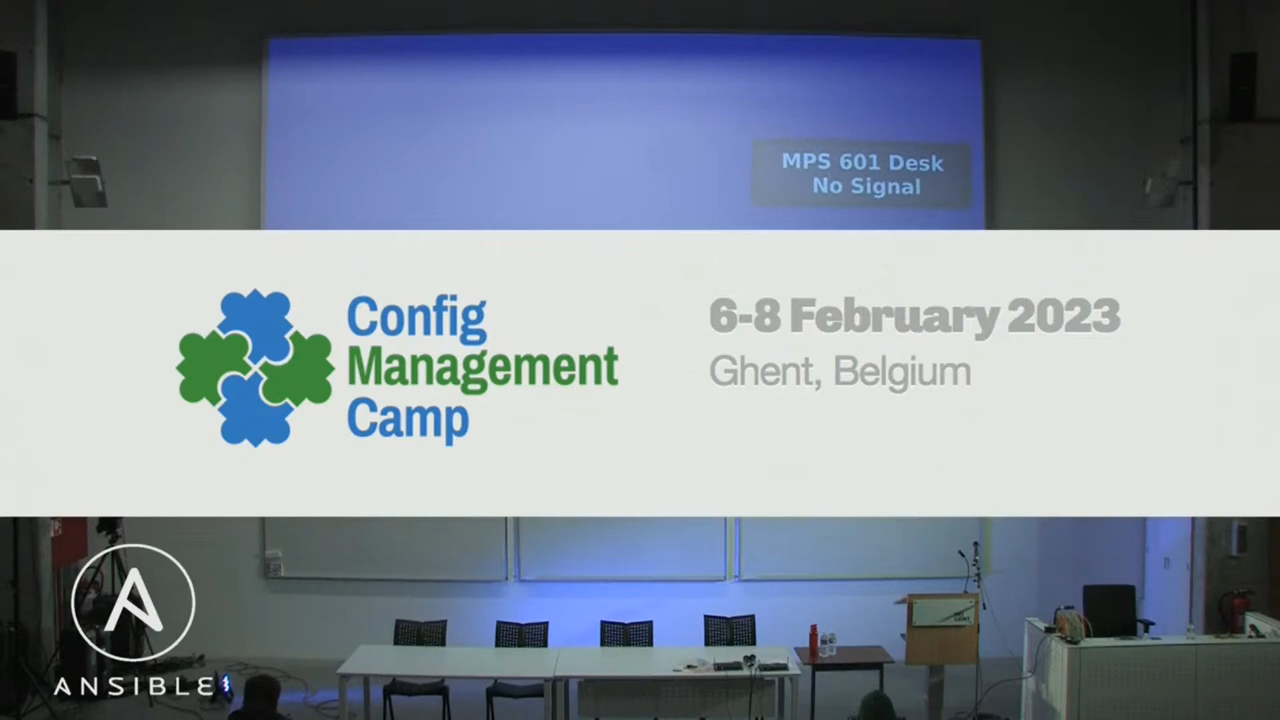 MPS 601 Desk
No Signal
Config
Management
Camp
6-8 February 2023
Ghent, Belgium
ANSIBLE